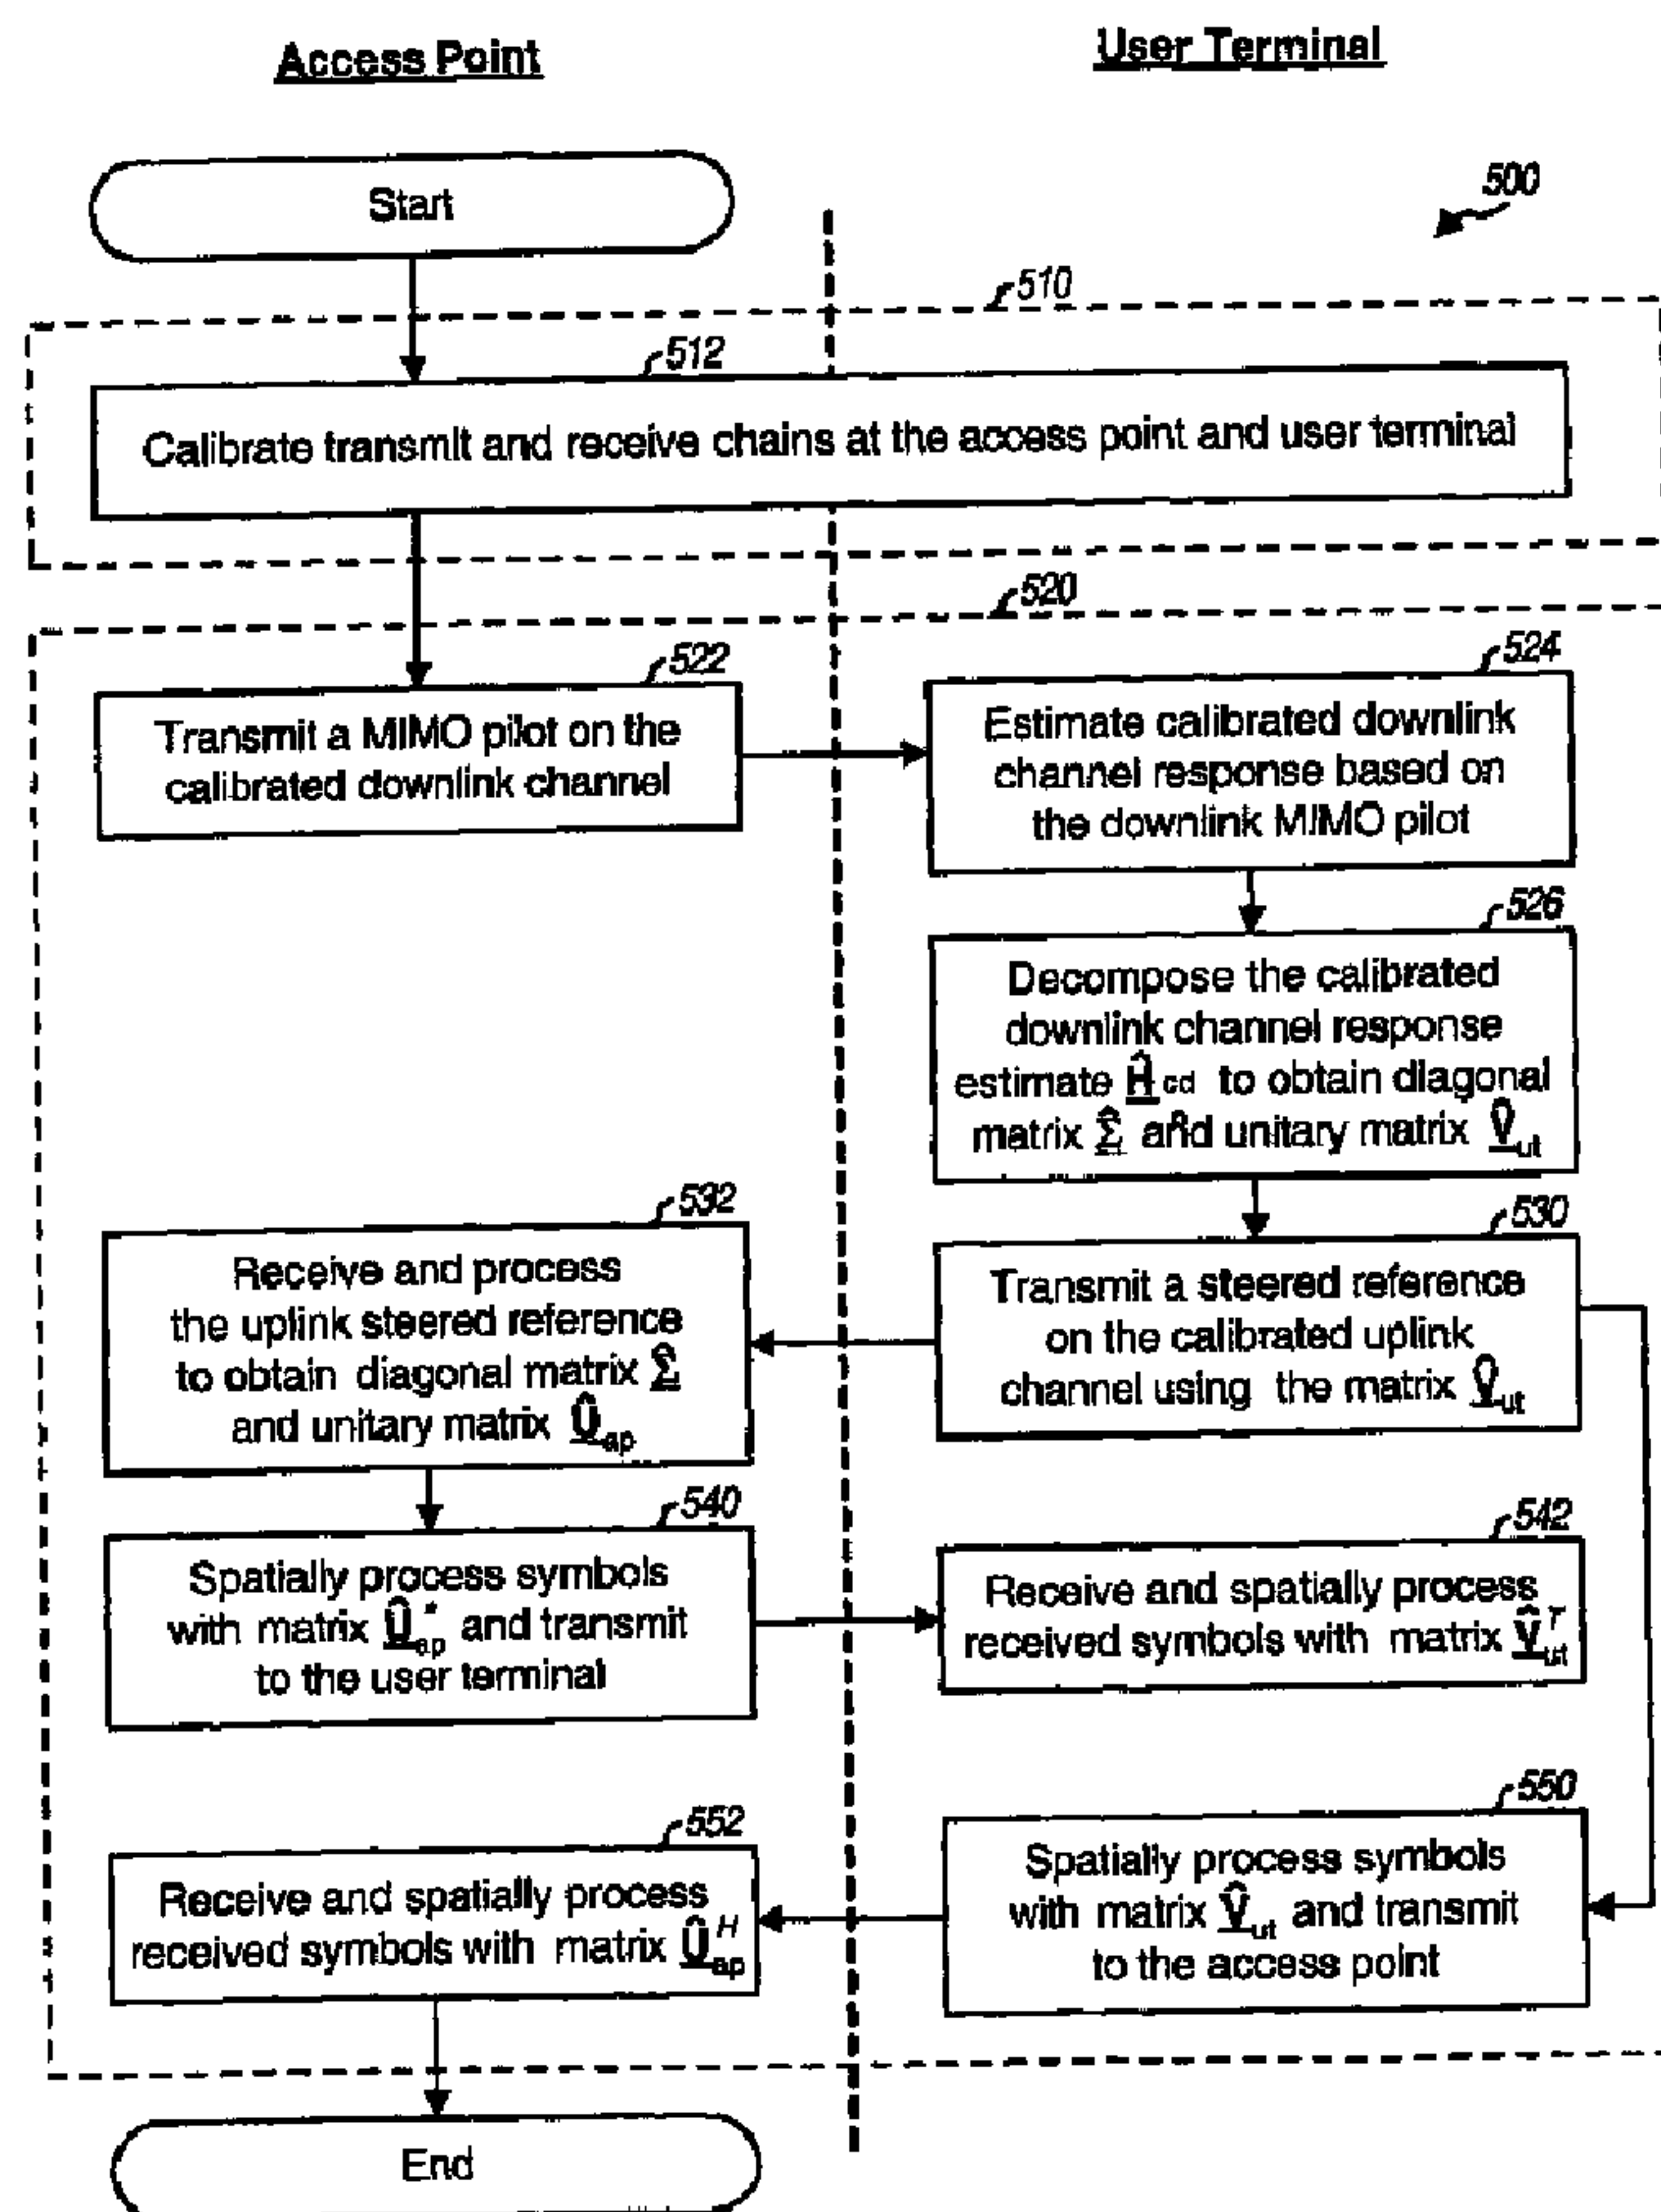 Access Point
User Terminal
Start
500
510
512
Calibrate transmit and receive chains at the access point and user terminal
520
522
Transmit a MIMO pilot on the
calibrated downlink channel
524
Estimate calibrated downlink
channel response based on
the downlink MIMO pilot
526
Decompose the calibrated
downlink channel response
estimate Ĥcd to obtain diagonal
matrix Σ̂ and unitary matrix V̂ut
530
Transmit a steered reference
on the calibrated uplink
channel using the matrix V̂ut
532
Receive and process
the uplink steered reference
to obtain diagonal matrix Σ̂
and unitary matrix Ûap
540
Spatially process symbols
with matrix Û*ap and transmit
to the user terminal
542
Receive and spatially process
received symbols with matrix V̂Tut
550
Spatially process symbols
with matrix V̂ut and transmit
to the access point
552
Receive and spatially process
received symbols with matrix ÛHap
End